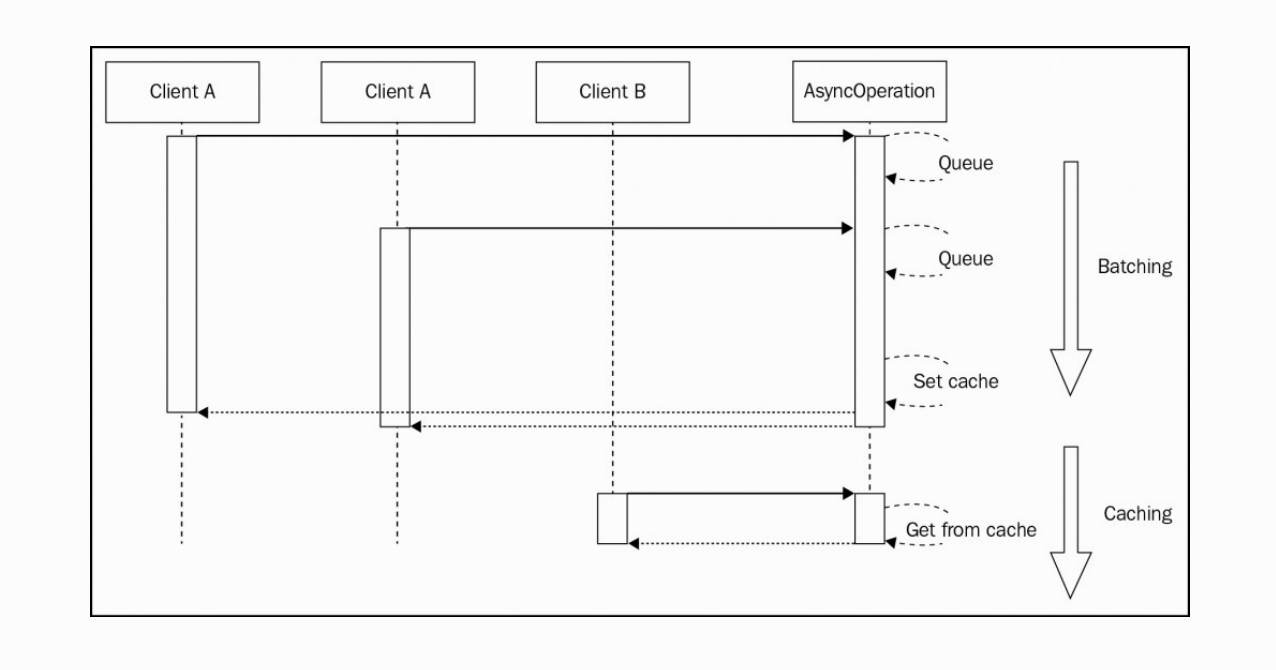 Client A
Client A
Client B
AsyncOperation
Queue
Queue
Batching
Set cache
Caching
Get from cache